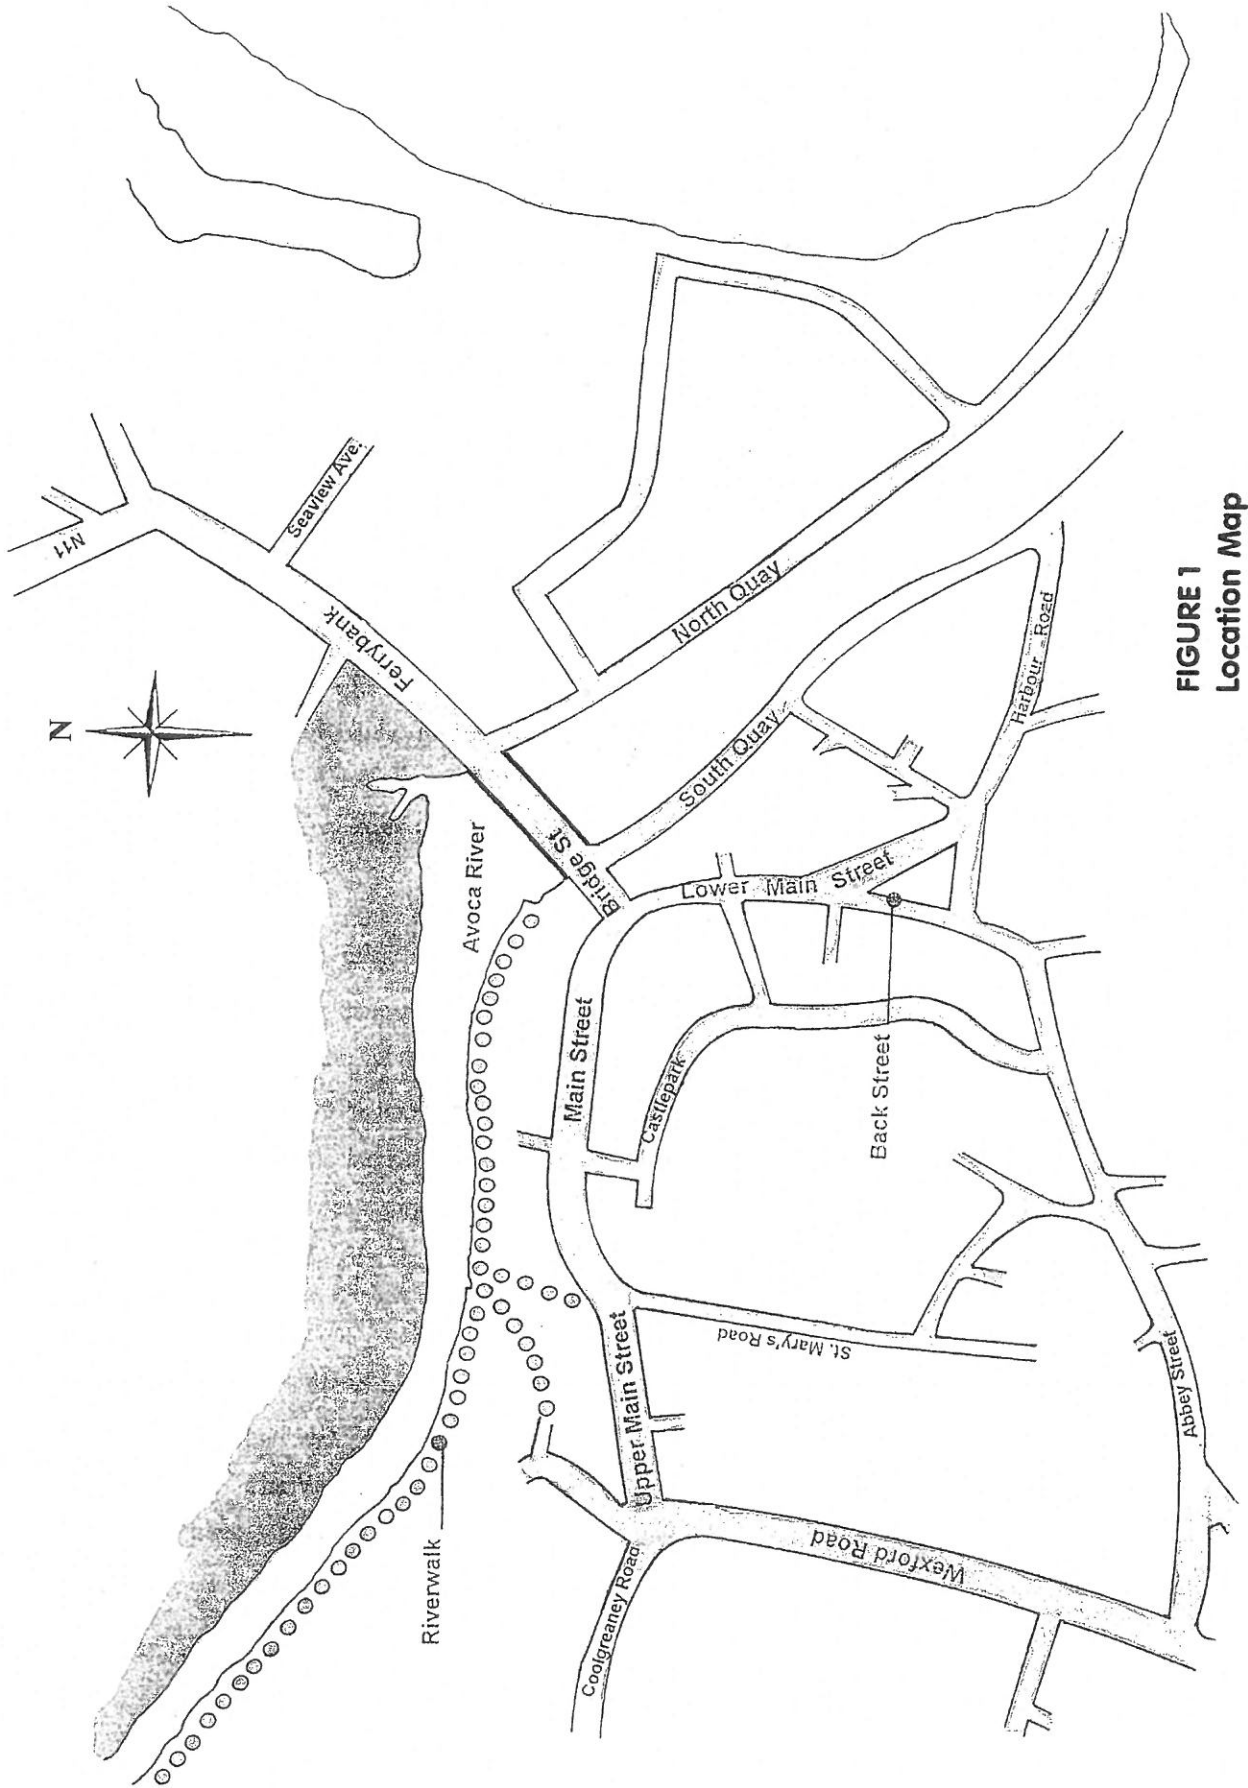 N
N11
Seaview Ave.
Ferrybank
North Quay
Bridge St
South Quay
Harbour Road
Avoca River
Lower Main Street
Main Street
Castlepark
Back Street
Riverwalk
Upper Main Street
St. Mary's Road
Coolgreaney Road
Wexford Road
Abbey Street
FIGURE 1
Location Map